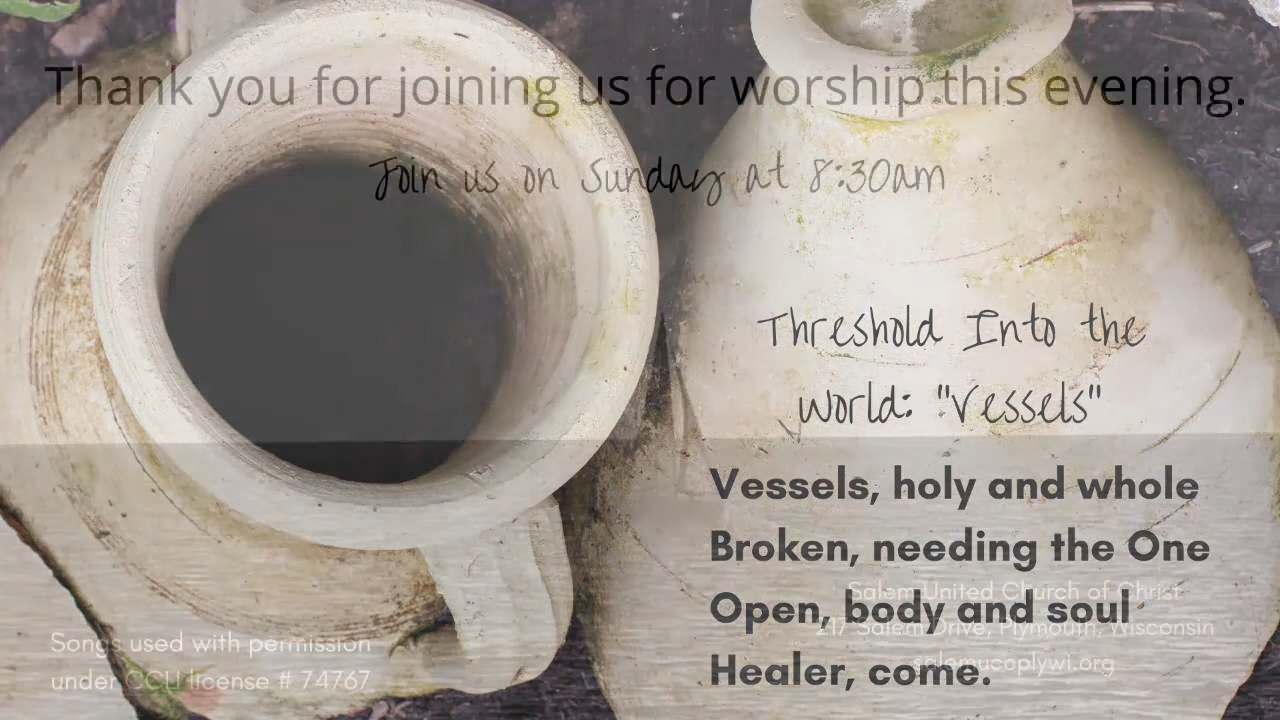 Thank you for joining us for worship this evening.
Join us on Sunday at 8:30am
Threshold Into the
World: "Vessels"
Vessels, holy and whole
Broken, needing the One
Open, body and soul
Healer, come.
Salem United Church of Christ
217 Salem Drive, Plymouth, Wisconsin
salemuccplywi.org
Songs used with permission
under CCLI license # 74767